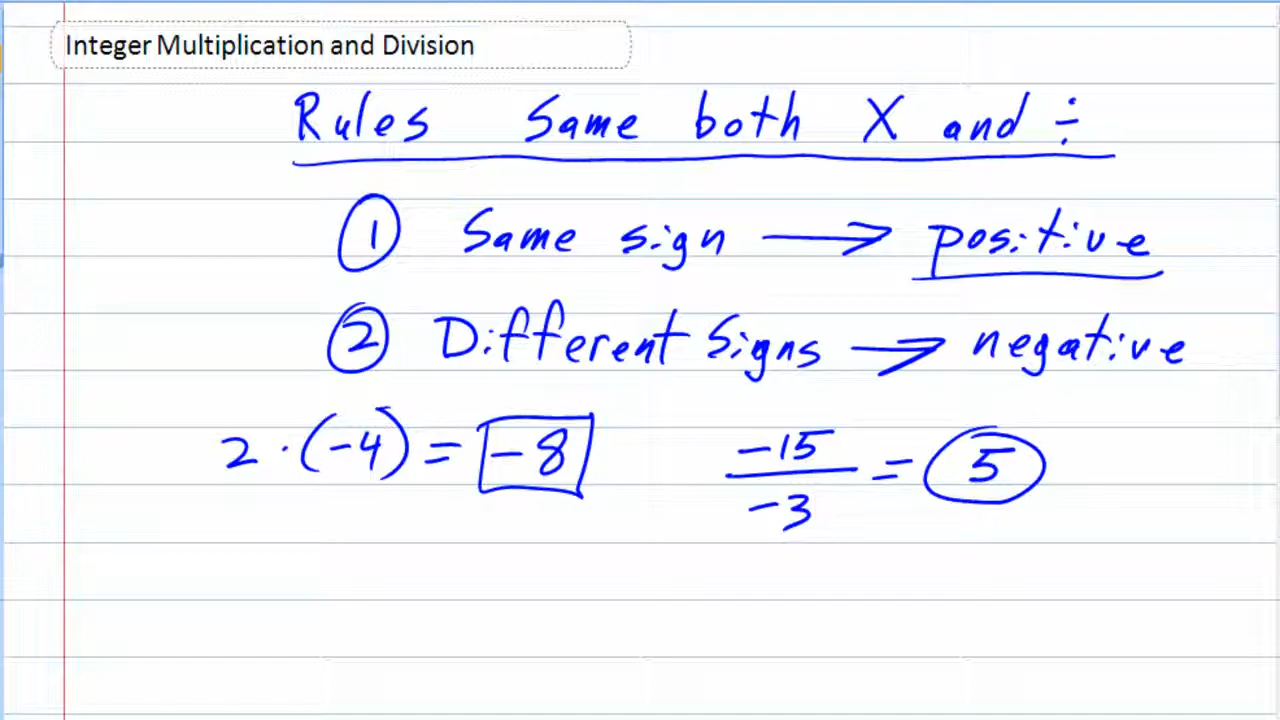 Integer Multiplication and Division
Rules Same both X and ÷
① Same sign → positive
② Different Signs → negative
2 · (-4) = -8
-15/-3 = 5